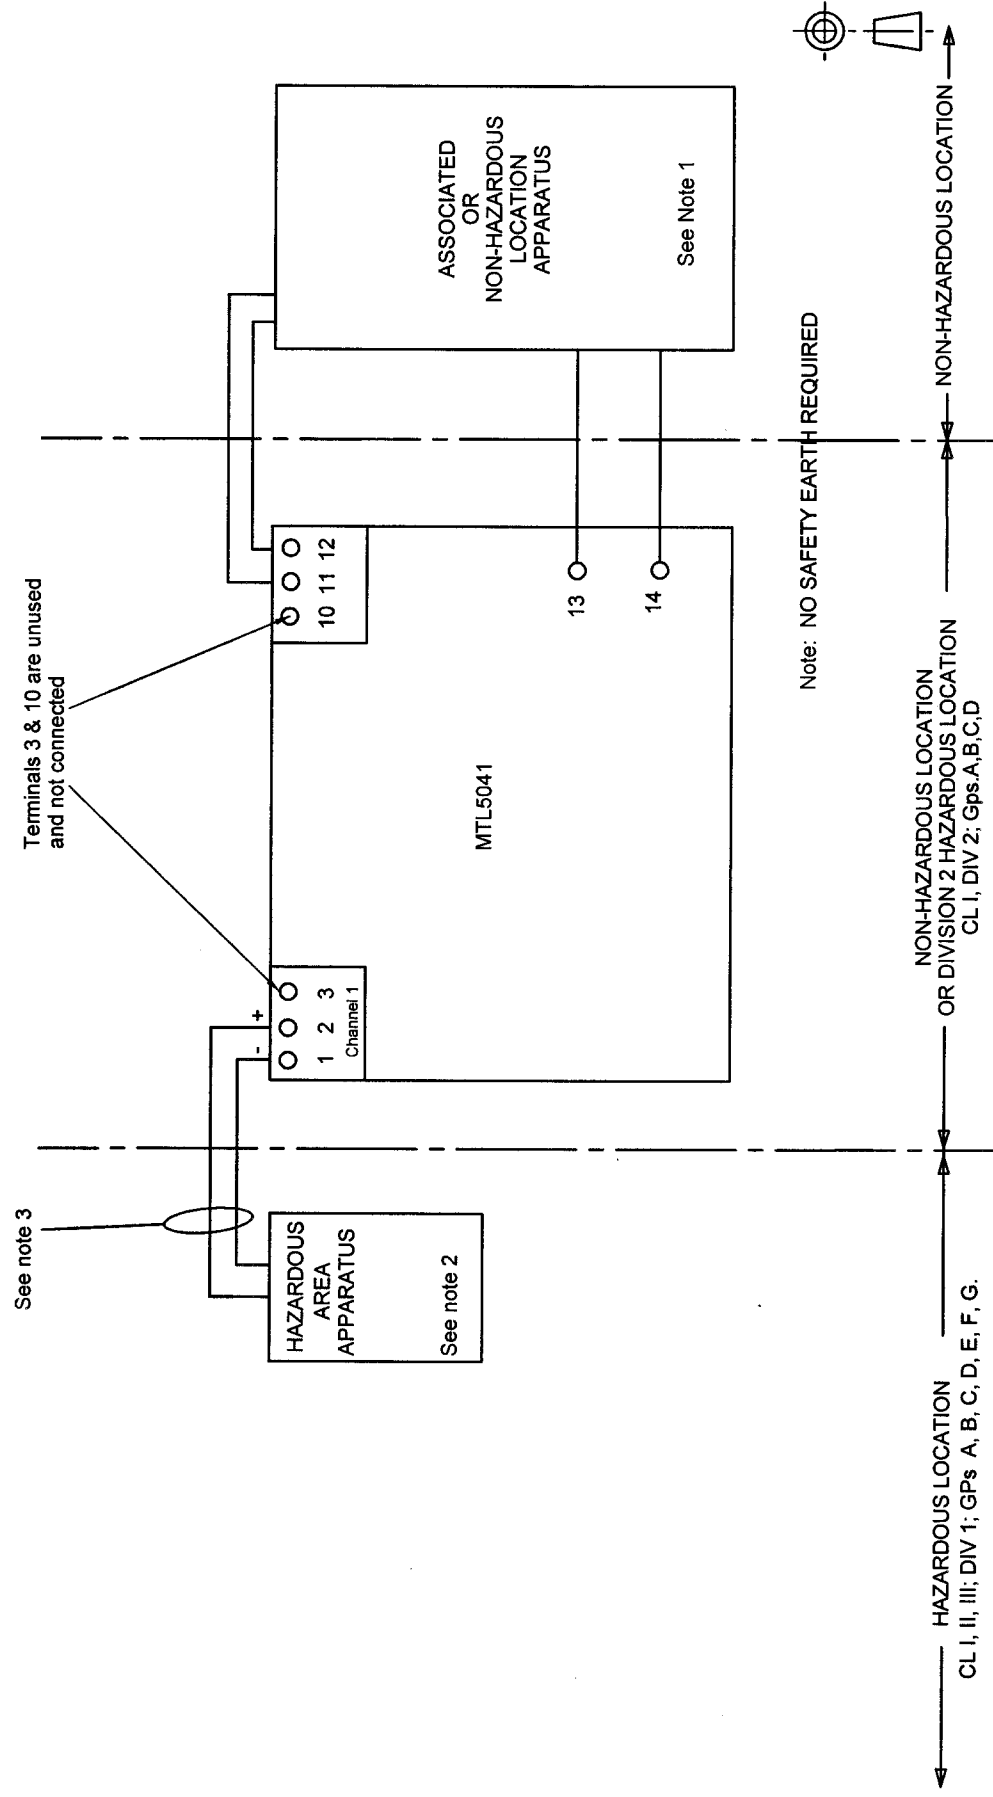 See note 3
Terminals 3 & 10 are unused
and not connected
HAZARDOUS
AREA
APPARATUS
See note 2
- +
1 2 3
Channel 1
MTL5041
10 11 12
13
14
ASSOCIATED
OR
NON-HAZARDOUS
LOCATION
APPARATUS
See Note 1
Note: NO SAFETY EARTH REQUIRED
HAZARDOUS LOCATION
CL I, II, III; DIV 1; GPs A, B, C, D, E, F, G.
NON-HAZARDOUS LOCATION
OR DIVISION 2 HAZARDOUS LOCATION
CL I, DIV 2; Gps.A,B,C,D
NON-HAZARDOUS LOCATION